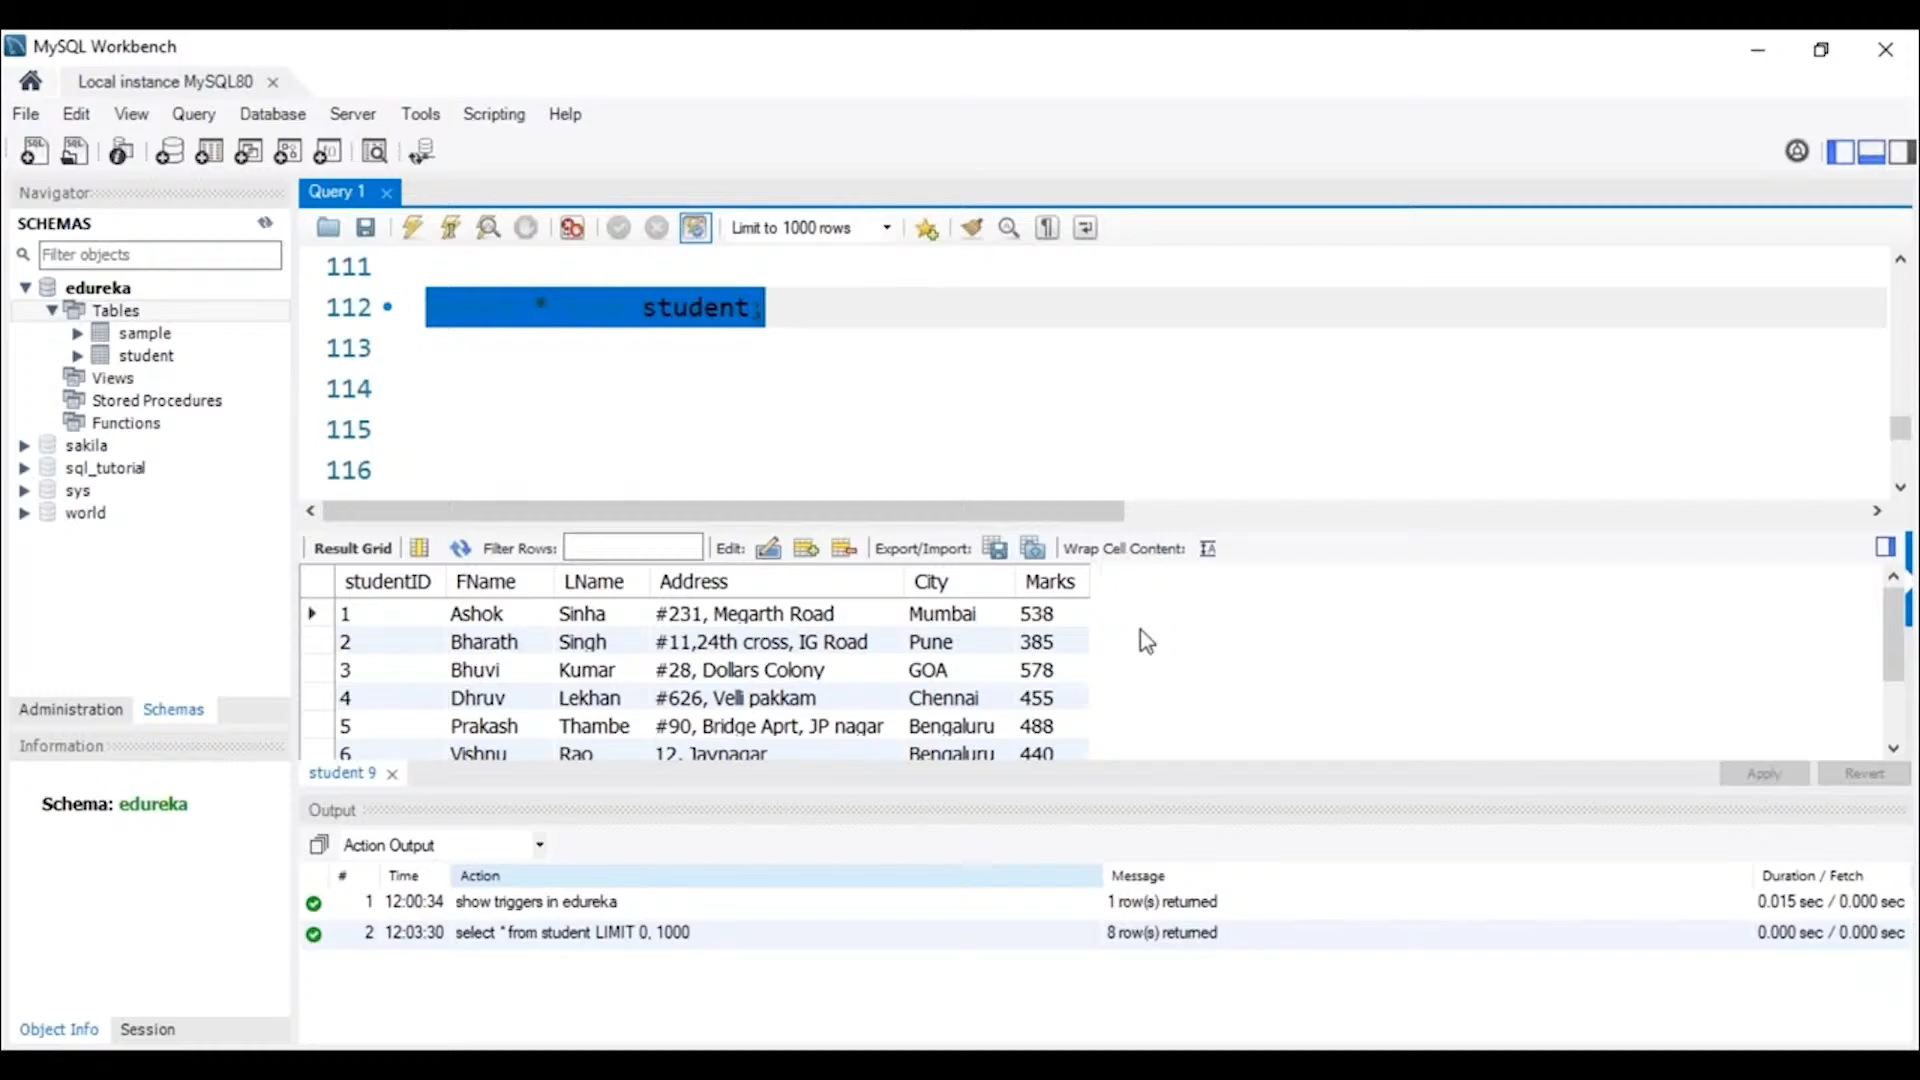 MySQL Workbench
Local instance MySQL80
File Edit View Query Database Server Tools Scripting Help
Navigator
SCHEMAS
Filter objects
edureka
Tables
sample
student
Views
Stored Procedures
Functions
sakila
sql_tutorial
sys
world
Administration Schemas
Information
Schema: edureka
Object Info Session
Query 1
Limit to 1000 rows
111
112 * student;
113
114
115
116
Result Grid Filter Rows: Edit: Export/Import: Wrap Cell Content:
studentID FName LName Address City Marks
1 Ashok Sinha #231, Megarth Road Mumbai 538
2 Bharath Singh #11,24th cross, IG Road Pune 385
3 Bhuvi Kumar #28, Dollars Colony GOA 578
4 Dhruv Lekhan #626, Velli pakkam Chennai 455
5 Prakash Thambe #90, Bridge Aprt, JP nagar Bengaluru 488
6 Vishnu Rao 12, Jaynagar Bengaluru 440
student 9 Apply Revert
Output
Action Output
# Time Action Message Duration / Fetch
1 12:00:34 show triggers in edureka 1 row(s) returned 0.015 sec / 0.000 sec
2 12:03:30 select * from student LIMIT 0, 1000 8 row(s) returned 0.000 sec / 0.000 sec